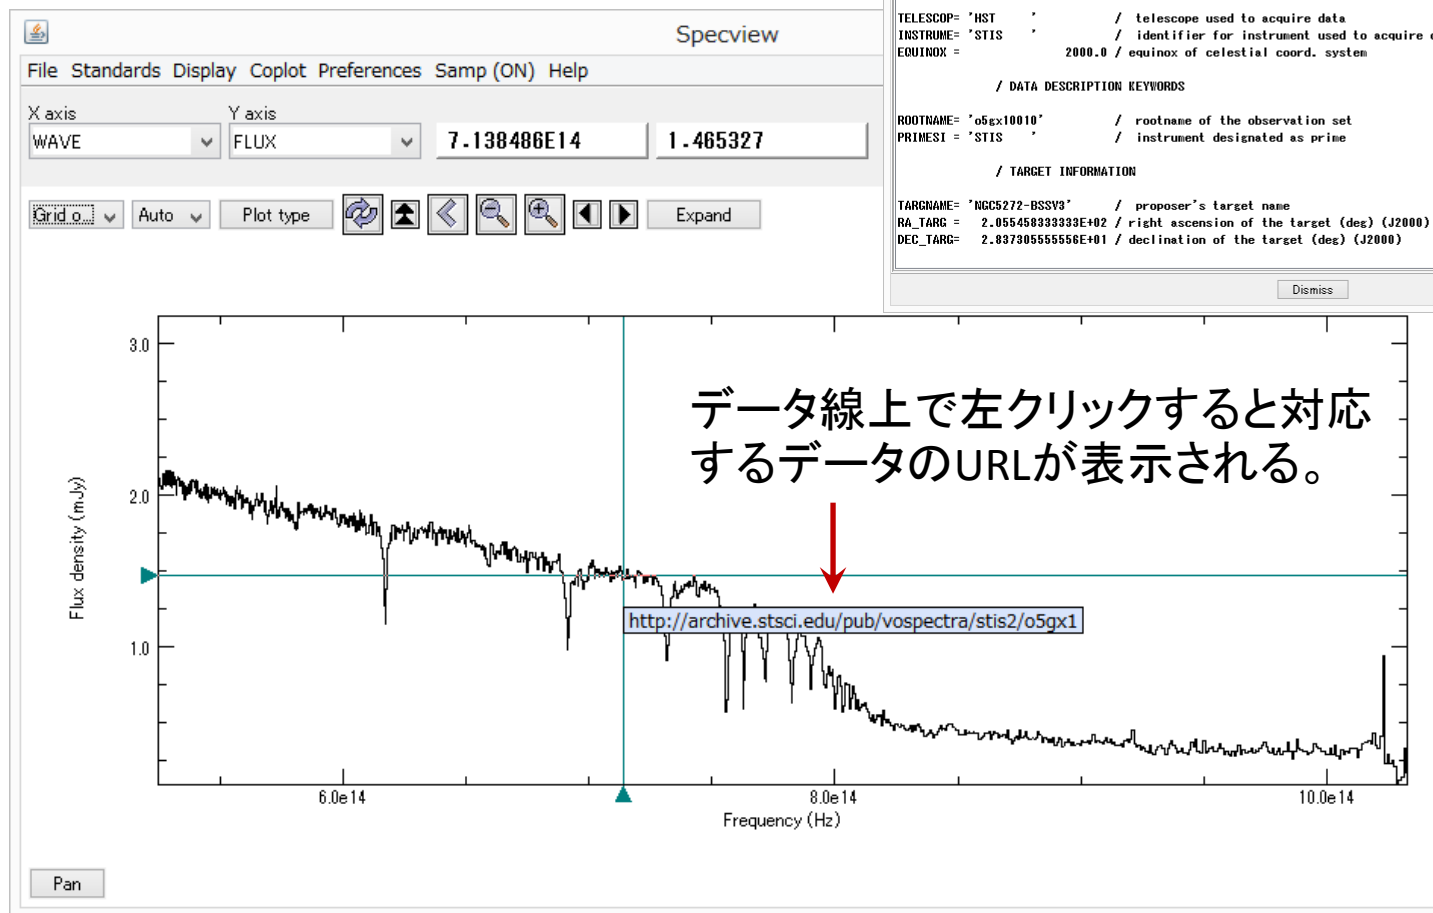 Specview
File Standards Display Coplot Preferences Samp (ON) Help
X axis Y axis
WAVE FLUX 7.138486E14 1.465327
Grid o... Auto Plot type Expand
TELESCOP= 'HST ' / telescope used to acquire data
INSTRUME= 'STIS ' / identifier for instrument used to acquire
EQUINOX = 2000.0 / equinox of celestial coord. system
/ DATA DESCRIPTION KEYWORDS
ROOTNAME= 'o5gx10010' / rootname of the observation set
PRIMESI = 'STIS ' / instrument designated as prime
/ TARGET INFORMATION
TARGNAME= 'NGC5272-BSSV3' / proposer's target name
RA_TARG = 2.055458333333E+02 / right ascension of the target (deg) (J2000)
DEC_TARG= 2.837305555556E+01 / declination of the target (deg) (J2000)
Dismiss
データ線上で左クリックすると対応
するデータのURLが表示される。
3.0
2.0
1.0
Flux density (mJy)
http://archive.stsci.edu/pub/vospectra/stis2/o5gx1
6.0e14 8.0e14 10.0e14
Frequency (Hz)
Pan